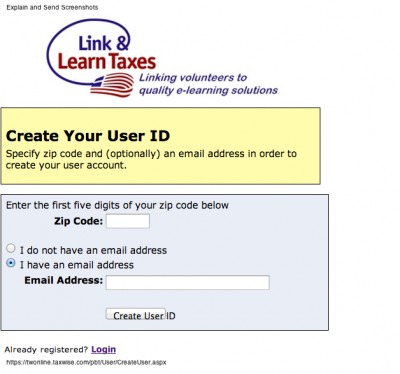 Explain and Send Screenshots
Link &
Learn Taxes
Linking volunteers to
quality e-learning solutions
Create Your User ID
Specify zip code and (optionally) an email address in order to
create your user account.
Enter the first five digits of your zip code below
Zip Code:
I do not have an email address
I have an email address
Email Address:
Create User ID
Already registered? Login
https://twonline.taxwise.com/pbt/User/CreateUser.aspx